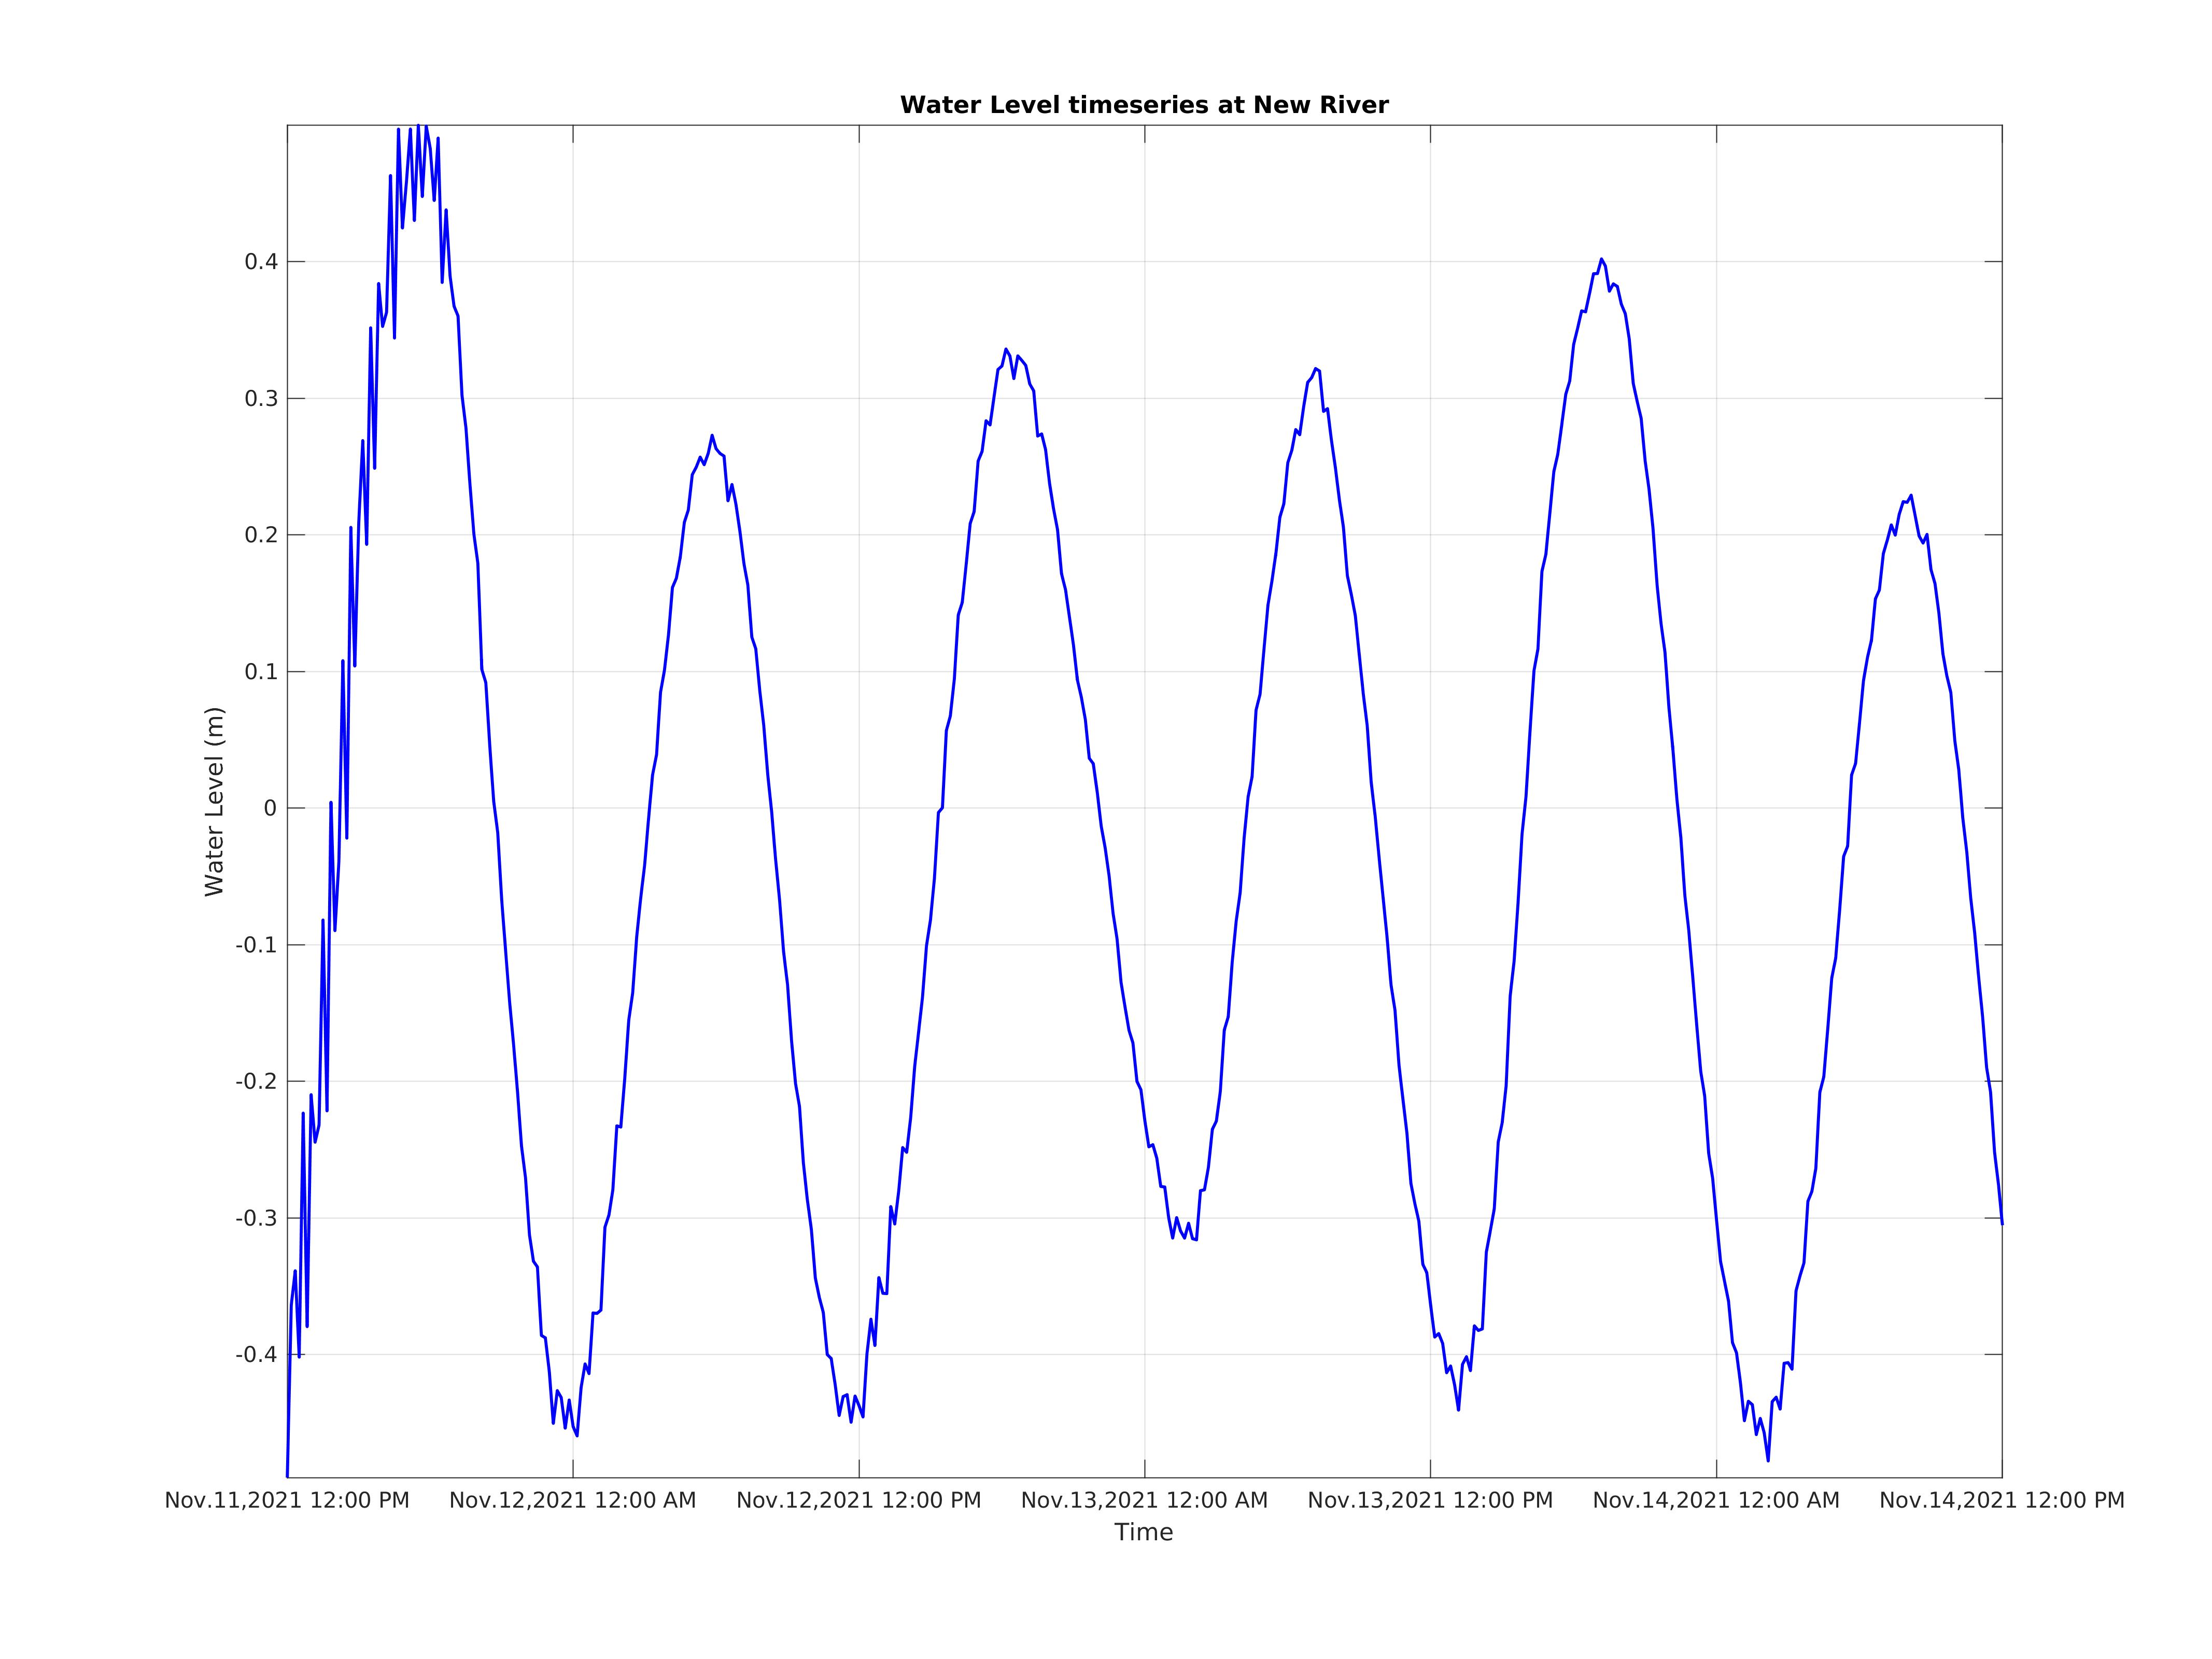 Water Level timeseries at New River
0.4
0.3
0.2
0.1
0
-0.1
-0.2
-0.3
-0.4
Water Level (m)
Nov.11,2021 12:00 PM
Nov.12,2021 12:00 AM
Nov.12,2021 12:00 PM
Nov.13,2021 12:00 AM
Nov.13,2021 12:00 PM
Nov.14,2021 12:00 AM
Nov.14,2021 12:00 PM
Time